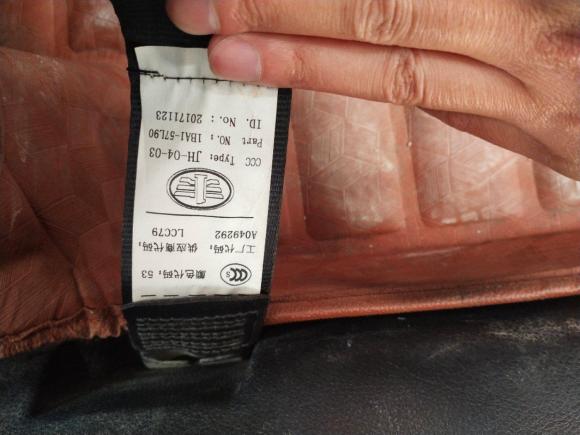 CCC S 颜色代码: 53
工厂代码: 供应商代码:
A049292 LCC79
CCC Type: JH-04-03
Part NO.: 1BA1-57L90
ID. No.: 20171123